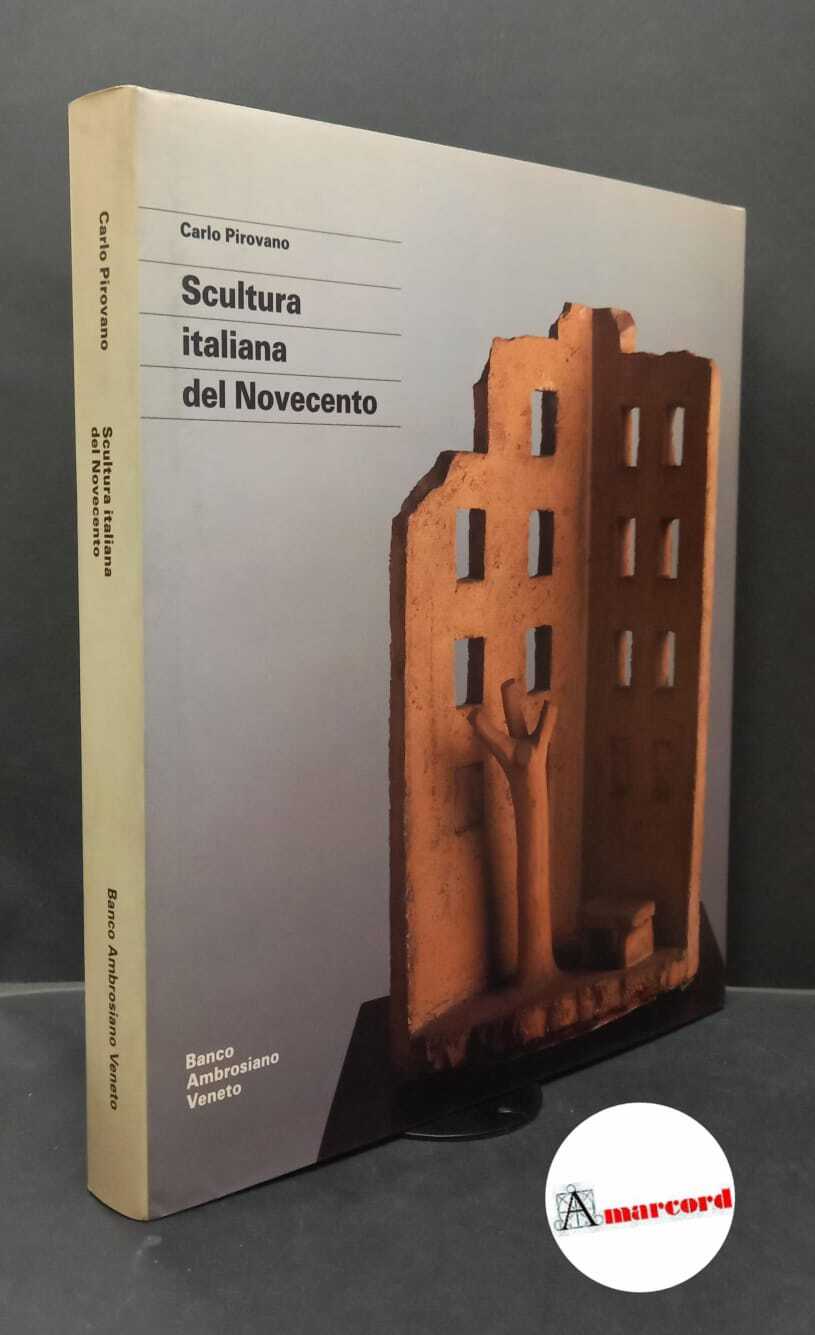 Carlo Pirovano
Scultura italiana
del Novecento
Banco Ambrosiano Veneto
Carlo Pirovano
Scultura
italiana
del Novecento
Banco
Ambrosiano
Veneto
Amarcord